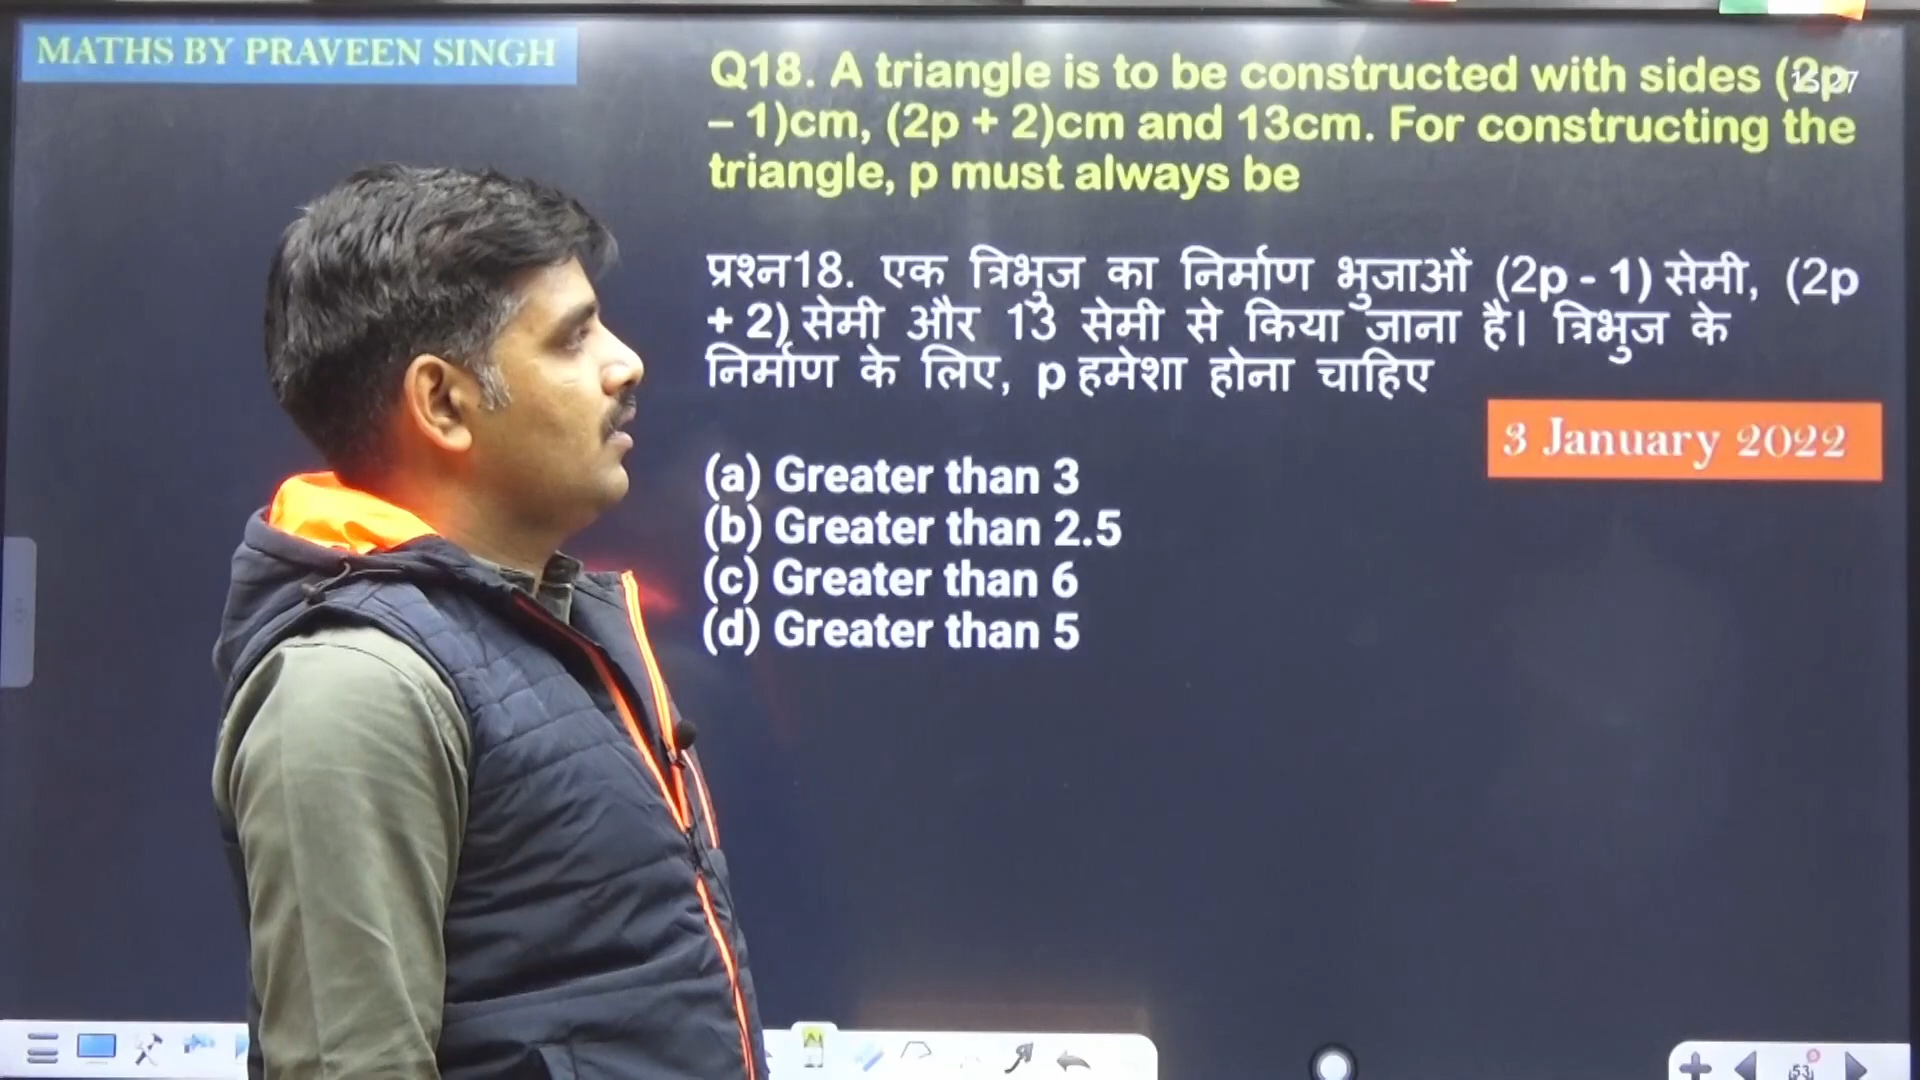 MATHS BY PRAVEEN SINGH
Q18. A triangle is to be constructed with sides (2p
– 1)cm, (2p + 2)cm and 13cm. For constructing the
triangle, p must always be
प्रश्न18. एक त्रिभुज का निर्माण भुजाओं (2p - 1) सेमी, (2p
+ 2) सेमी और 13 सेमी से किया जाना है। त्रिभुज के
निर्माण के लिए, p हमेशा होना चाहिए
3 January 2022
(a) Greater than 3
(b) Greater than 2.5
(c) Greater than 6
(d) Greater than 5
53